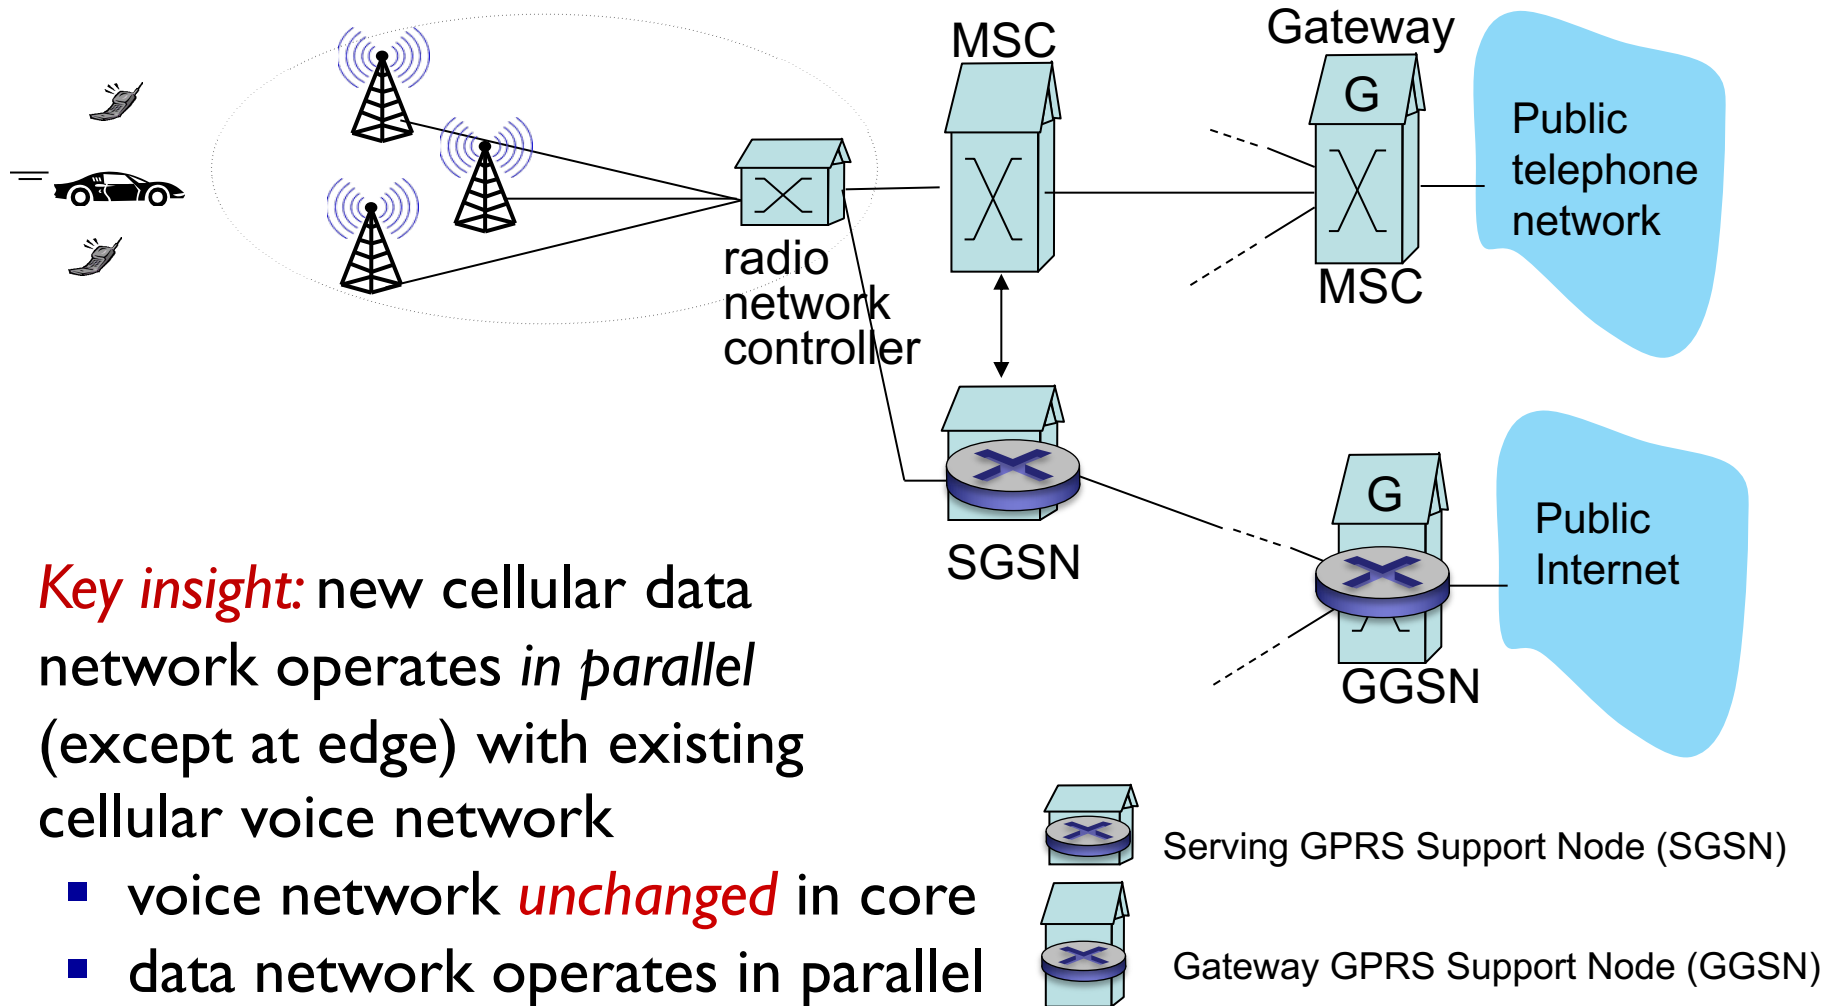 MSC
Gateway
G
MSC
Public
telephone
network
radio
network
controller
SGSN
G
GGSN
Public
Internet
Key insight: new cellular data
network operates in parallel
(except at edge) with existing
cellular voice network
▪ voice network unchanged in core
▪ data network operates in parallel
Serving GPRS Support Node (SGSN)
Gateway GPRS Support Node (GGSN)